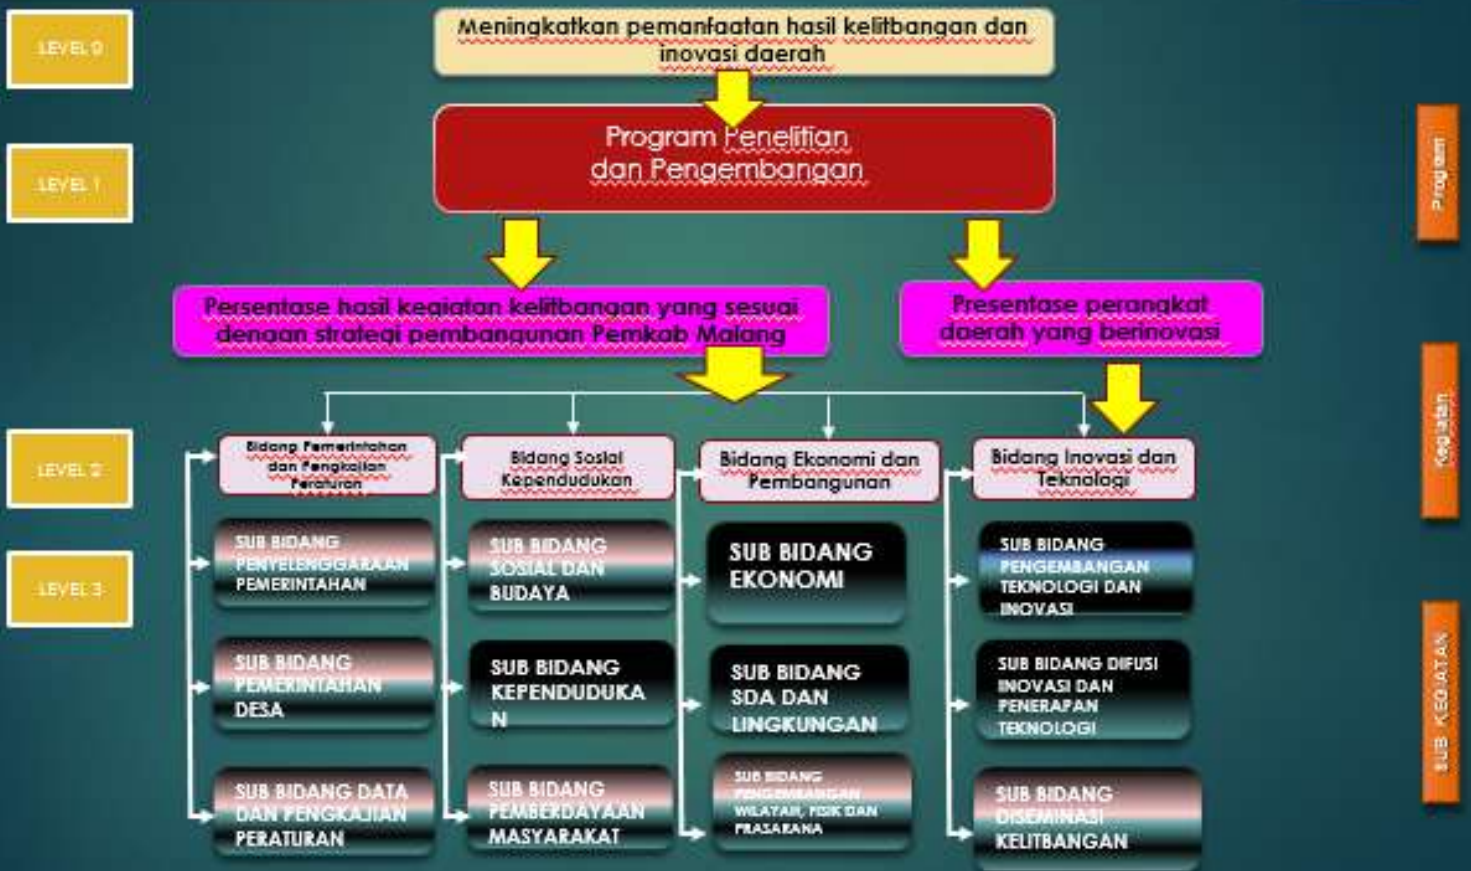 LEVEL 0
Meningkatkan pemanfaatan hasil kelitbangan dan
inovasi daerah
LEVEL 1
Program Penelitian
dan Pengembangan
Program
Persentase hasil kegiatan kelitbangan yang sesuai
dengaan strategi pembangunan Pemkab Malang
Presentase perangkat
daerah yang berinovasi
Kegiatan
LEVEL 2
Bidang Pemerintahan
dan Pengkajian
Peraturan
Bidang Sosial
Kependudukan
Bidang Ekonomi dan
Pembangunan
Bidang Inovasi dan
Teknologi
LEVEL 3
SUB BIDANG
PENYELENGGARAAN
PEMERINTAHAN
SUB BIDANG
SOSIAL DAN
BUDAYA
SUB BIDANG
EKONOMI
SUB BIDANG
PENGEMBANGAN
TEKNOLOGI DAN
INOVASI
SUB KEGIATAN
SUB BIDANG
PEMERINTAHAN
DESA
SUB BIDANG
KEPENDUDUKA
N
SUB BIDANG
SDA DAN
LINGKUNGAN
SUB BIDANG DIFUSI
INOVASI DAN
PENERAPAN
TEKNOLOGI
SUB BIDANG DATA
DAN PENGKAJIAN
PERATURAN
SUB BIDANG
PEMBERDAYAAN
MASYARAKAT
SUB BIDANG
PENGEMBANGAN
WILAYAH, FISIK DAN
PRASARANA
SUB BIDANG
DISEMINASI
KELITBANGAN